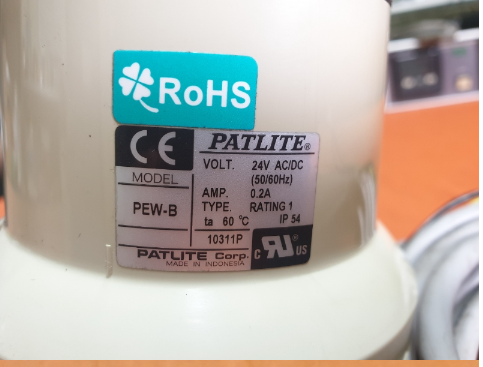 RoHS
CE
PATLITE®
MODEL
PEW-B
VOLT. 24V AC/DC
(50/60Hz)
AMP. 0.2A
TYPE. RATING 1
ta 60 °C IP 54
10311P
PATLITE Corp.
MADE IN INDONESIA
C RU® US